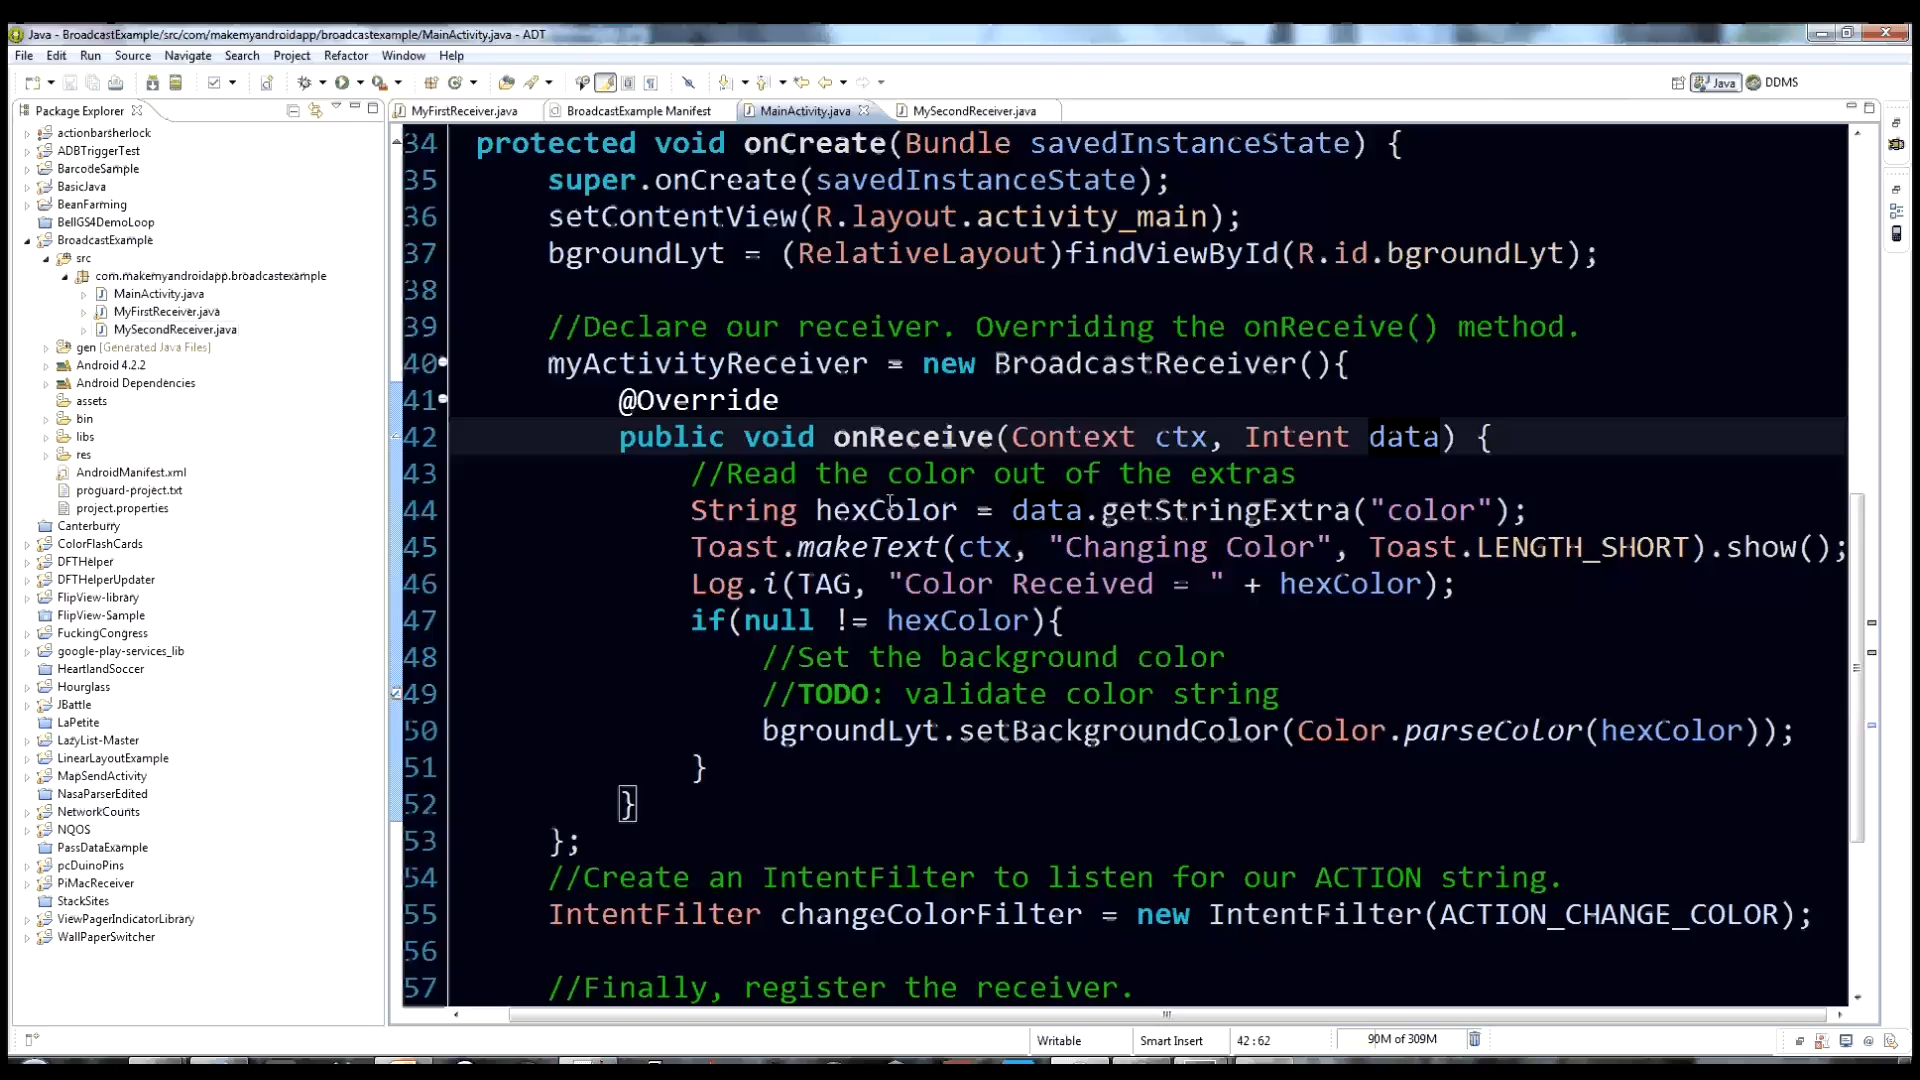 Java - BroadcastExample/src/com/makemyandroidapp/broadcastexample/MainActivity.java - ADT
File Edit Run Source Navigate Search Project Refactor Window Help
Java DDMS
Package Explorer
MyFirstReceiver.java BroadcastExample Manifest MainActivity.java MySecondReceiver.java
actionbarsherlock
ADBTriggerTest
BarcodeSample
BasicJava
BeanFarming
BellGS4DemoLoop
BroadcastExample
src
com.makemyandroidapp.broadcastexample
MainActivity.java
MyFirstReceiver.java
MySecondReceiver.java
gen [Generated Java Files]
Android 4.2.2
Android Dependencies
assets
bin
libs
res
AndroidManifest.xml
proguard-project.txt
project.properties
Canterburry
ColorFlashCards
DFTHelper
DFTHelperUpdater
FlipView-library
FlipView-Sample
FuckingCongress
google-play-services_lib
HeartlandSoccer
Hourglass
JBattle
LaPetite
LazyList-Master
LinearLayoutExample
MapSendActivity
NasaParserEdited
NetworkCounts
NQOS
PassDataExample
pcDuinoPins
PiMacReceiver
StackSites
ViewPagerIndicatorLibrary
WallPaperSwitcher
34 protected void onCreate(Bundle savedInstanceState) {
35 super.onCreate(savedInstanceState);
36 setContentView(R.layout.activity_main);
37 bgroundLyt = (RelativeLayout)findViewById(R.id.bgroundLyt);
38
39 //Declare our receiver. Overriding the onReceive() method.
40 myActivityReceiver = new BroadcastReceiver(){
41 @Override
42 public void onReceive(Context ctx, Intent data) {
43 //Read the color out of the extras
44 String hexColor = data.getStringExtra("color");
45 Toast.makeText(ctx, "Changing Color", Toast.LENGTH_SHORT).show();
46 Log.i(TAG, "Color Received = " + hexColor);
47 if(null != hexColor){
48 //Set the background color
49 //TODO: validate color string
50 bgroundLyt.setBackgroundColor(Color.parseColor(hexColor));
51 }
52 }
53 };
54 //Create an IntentFilter to listen for our ACTION string.
55 IntentFilter changeColorFilter = new IntentFilter(ACTION_CHANGE_COLOR);
56
57 //Finally, register the receiver.
Writable Smart Insert 42 : 62 90M of 309M